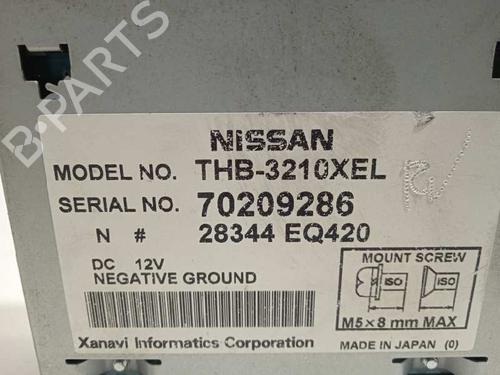 B-PARTS
NISSAN
MODEL NO. THB-3210XEL
SERIAL NO. 70209286
N # 28344 EQ420
DC 12V
NEGATIVE GROUND
MOUNT SCREW
ISO ISO
M5×8 mm MAX
Xanavi Informatics Corporation
MADE IN JAPAN (0)